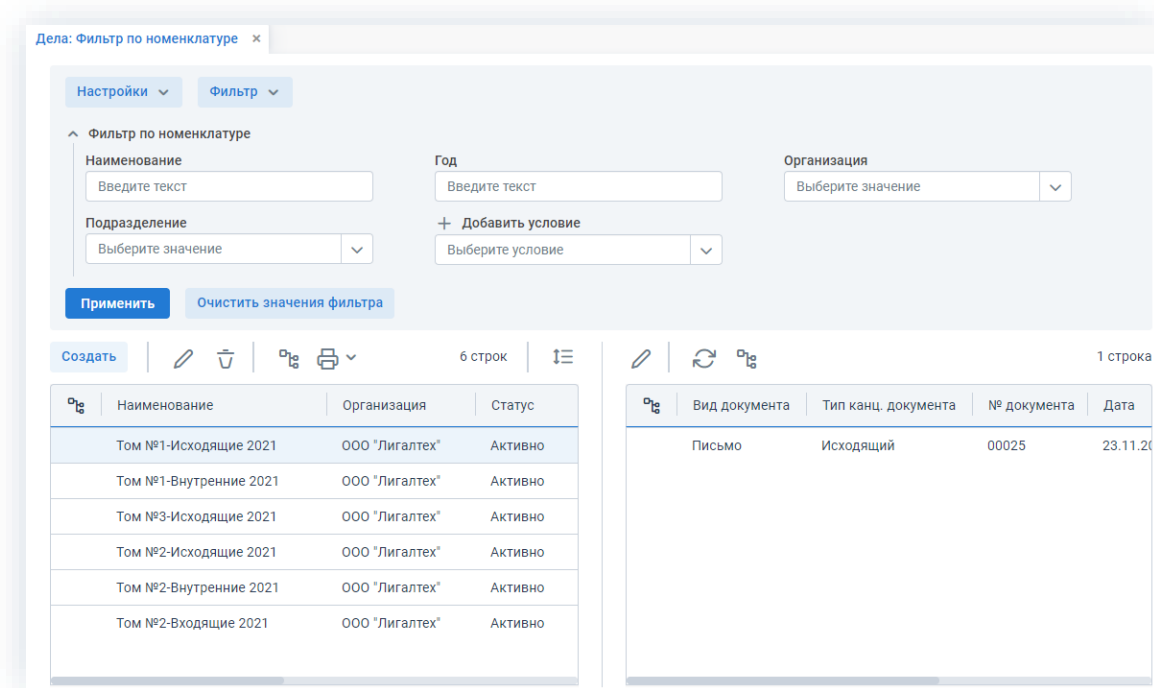 Дела: Фильтр по номенклатуре ×
Настройки Фильтр
Фильтр по номенклатуре
Наименование Год Организация
Введите текст Введите текст Выберите значение
Подразделение + Добавить условие
Выберите значение Выберите условие
Применить Очистить значения фильтра
Создать 6 строк 1 строка
Наименование Организация Статус Вид документа Тип канц. документа № документа Дата
Том №1-Исходящие 2021 ООО "Лигалтех" Активно Письмо Исходящий 00025 23.11.20
Том №1-Внутренние 2021 ООО "Лигалтех" Активно
Том №3-Исходящие 2021 ООО "Лигалтех" Активно
Том №2-Исходящие 2021 ООО "Лигалтех" Активно
Том №2-Внутренние 2021 ООО "Лигалтех" Активно
Том №2-Входящие 2021 ООО "Лигалтех" Активно